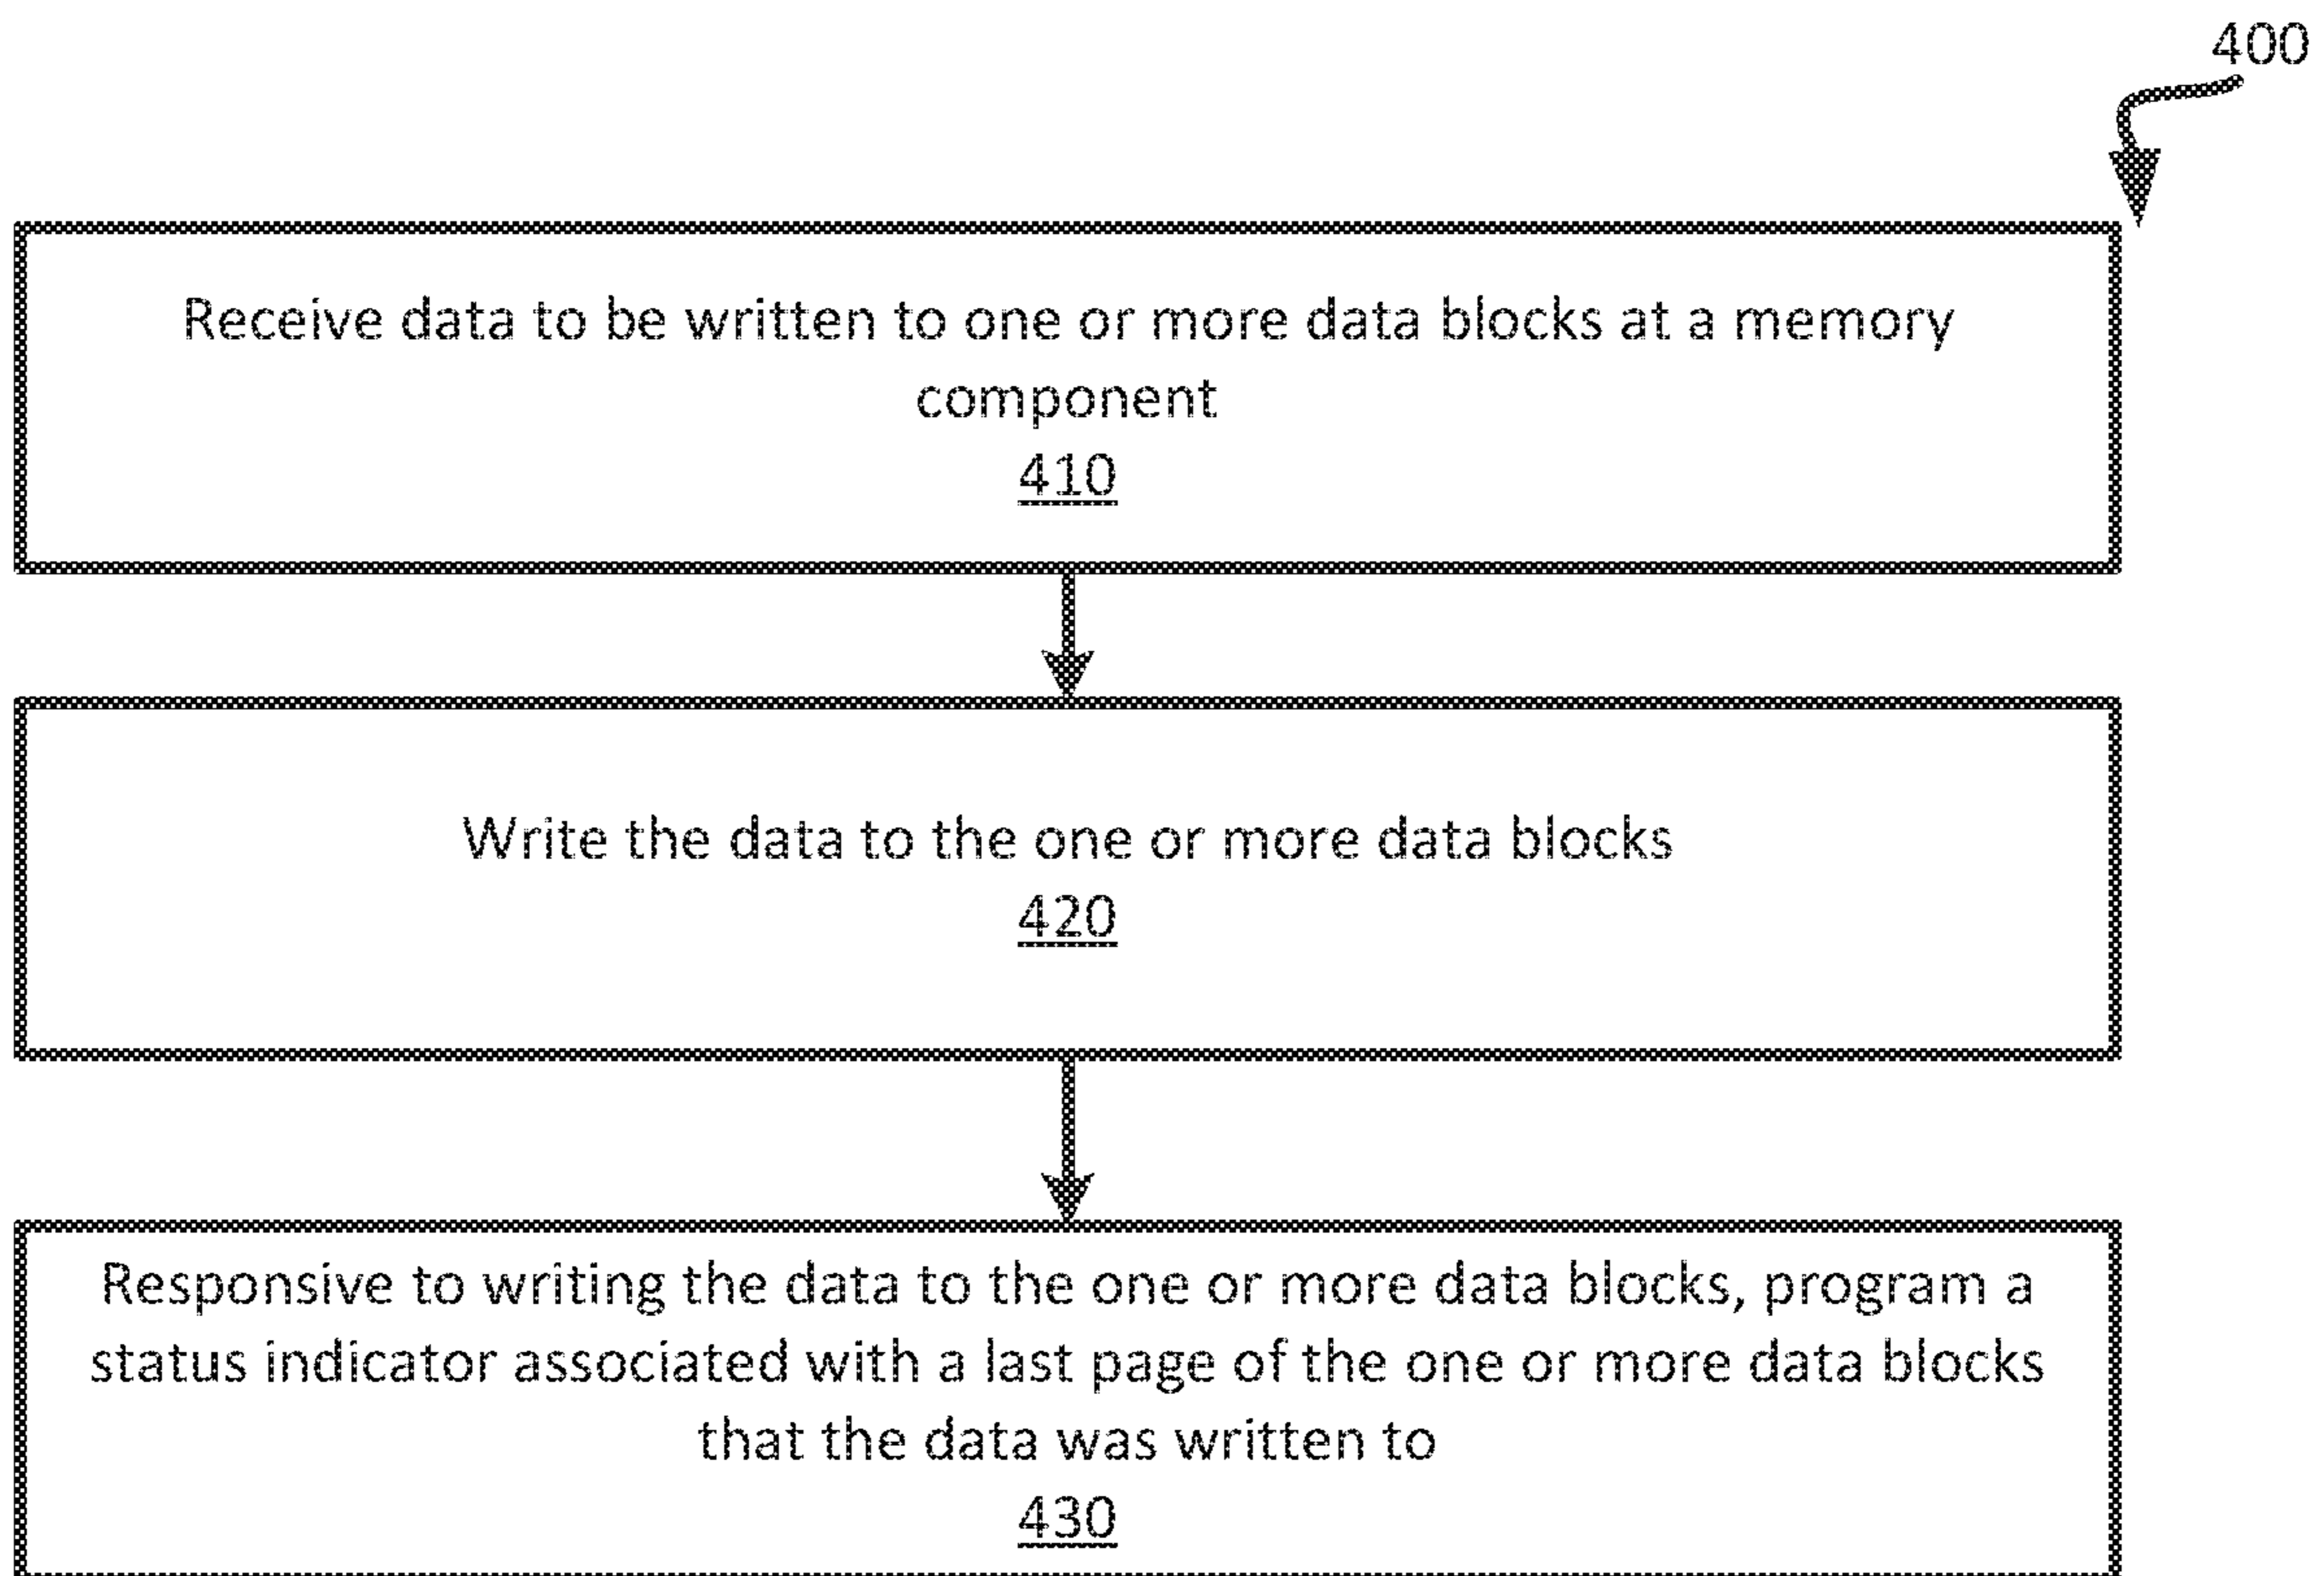 400
Receive data to be written to one or more data blocks at a memory
component
410
Write the data to the one or more data blocks
420
Responsive to writing the data to the one or more data blocks, program a
status indicator associated with a last page of the one or more data blocks
that the data was written to
430